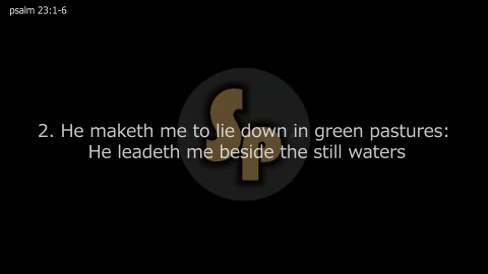 psalm 23:1-6
Sp
2. He maketh me to lie down in green pastures:
He leadeth me beside the still waters